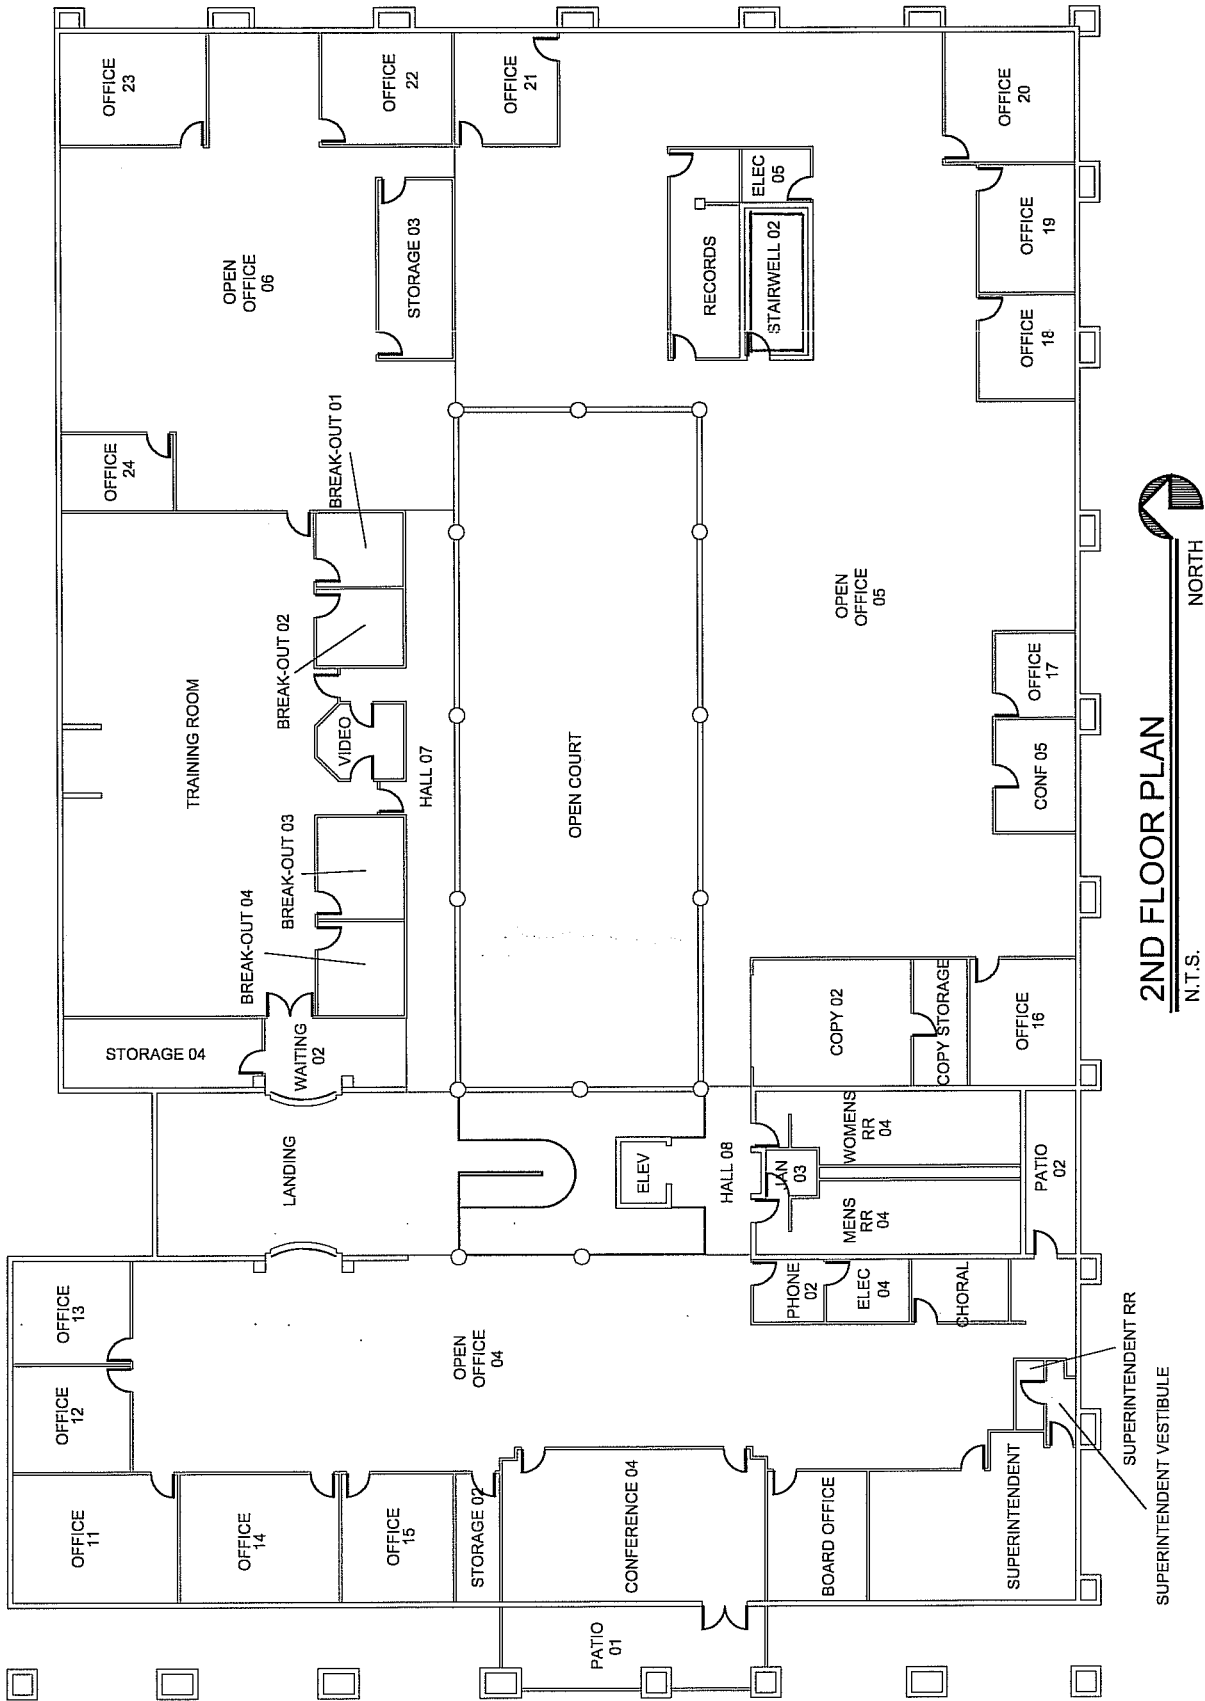 OFFICE
11
OFFICE
12
OFFICE
13
STORAGE 04
TRAINING ROOM
OFFICE
24
OFFICE
23
OFFICE
14
LANDING
WAITING
02
BREAK-OUT 04
BREAK-OUT 03
BREAK-OUT 02
BREAK-OUT 01
OPEN
OFFICE
06
OFFICE
22
OFFICE
15
VIDEO
HALL 07
STORAGE 03
STORAGE 02
OPEN
OFFICE
04
OFFICE
21
PATIO
01
CONFERENCE 04
ELEV
OPEN COURT
HALL 08
RECORDS
PHONE
02
JAN
03
STAIRWELL 02
ELEC
05
BOARD OFFICE
ELEC
04
MENS
RR
04
WOMENS
RR
04
COPY 02
OPEN
OFFICE
05
CHORAL
COPY STORAGE
SUPERINTENDENT
PATIO
02
OFFICE
16
CONF 05
OFFICE
17
OFFICE
18
OFFICE
19
OFFICE
20
SUPERINTENDENT RR
SUPERINTENDENT VESTIBULE
2ND FLOOR PLAN
N.T.S.
NORTH